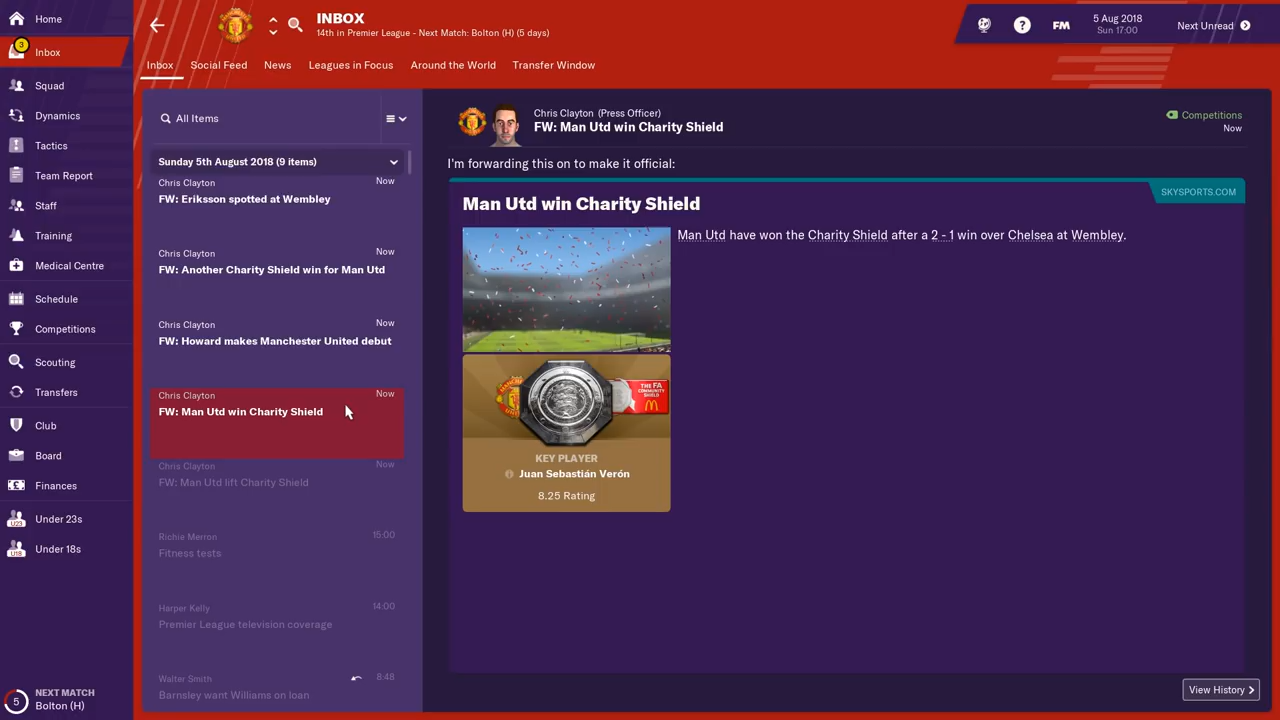 Home
3
Inbox
Squad
Dynamics
Tactics
Team Report
Staff
Training
Medical Centre
Schedule
Competitions
Scouting
Transfers
Club
Board
Finances
U23
Under 23s
U18
Under 18s
5
NEXT MATCH
Bolton (H)
INBOX
14th in Premier League - Next Match: Bolton (H) (5 days)
FM
5 Aug 2018
Sun 17:00
Next Unread
Inbox Social Feed News Leagues in Focus Around the World Transfer Window
All Items
Sunday 5th August 2018 (9 items)
Chris Clayton Now
FW: Eriksson spotted at Wembley
Chris Clayton Now
FW: Another Charity Shield win for Man Utd
Chris Clayton Now
FW: Howard makes Manchester United debut
Chris Clayton Now
FW: Man Utd win Charity Shield
Chris Clayton Now
FW: Man Utd lift Charity Shield
Richie Merron 15:00
Fitness tests
Harper Kelly 14:00
Premier League television coverage
Walter Smith 8:48
Barnsley want Williams on loan
Chris Clayton (Press Officer)
FW: Man Utd win Charity Shield
Competitions
Now
I'm forwarding this on to make it official:
SKYSPORTS.COM
Man Utd win Charity Shield
Man Utd have won the Charity Shield after a 2 - 1 win over Chelsea at Wembley.
THE FA
COMMUNITY
SHIELD
KEY PLAYER
Juan Sebastián Verón
8.25 Rating
View History